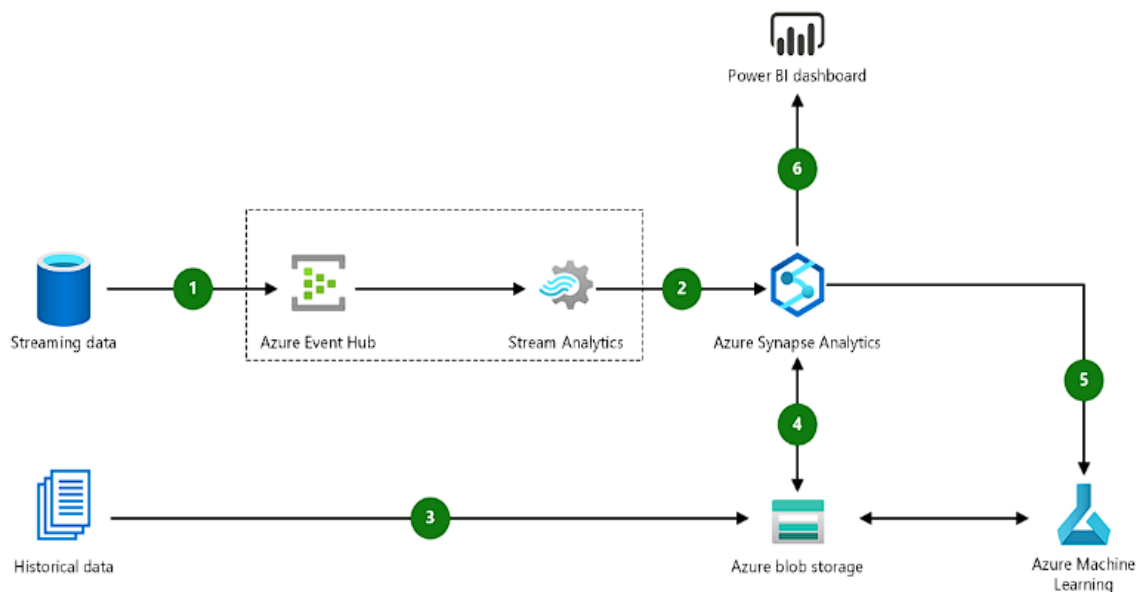 Power BI dashboard
6
1
2
Streaming data
Azure Event Hub
Stream Analytics
Azure Synapse Analytics
5
4
3
Historical data
Azure blob storage
Azure Machine
Learning